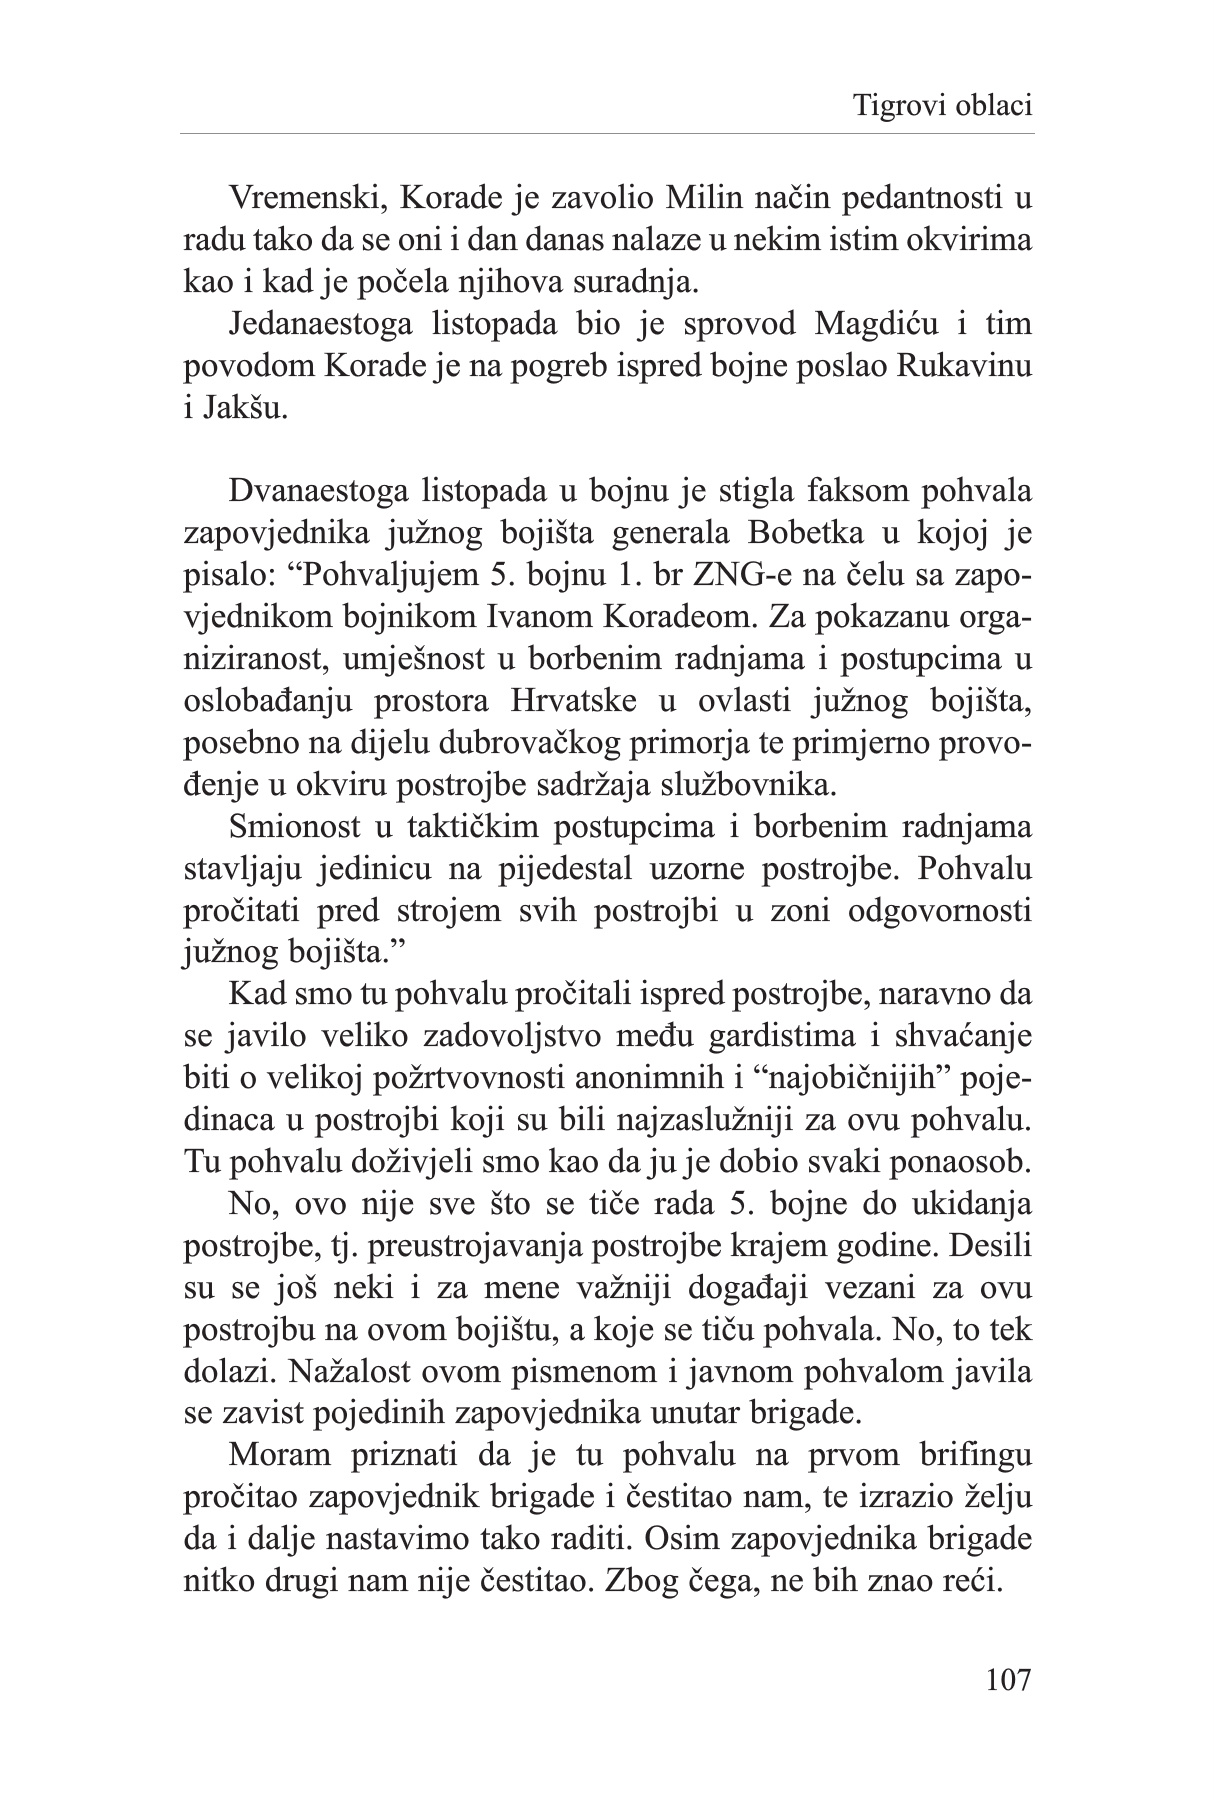 Tigrovi oblaci
Vremenski, Korade je zavolio Milin način pedantnosti u
radu tako da se oni i dan danas nalaze u nekim istim okvirima
kao i kad je počela njihova suradnja.
Jedanaestoga listopada bio je sprovod Magdiću i tim
povodom Korade je na pogreb ispred bojne poslao Rukavinu
i Jakšu.
Dvanaestoga listopada u bojnu je stigla faksom pohvala
zapovjednika južnog bojišta generala Bobetka u kojoj je
pisalo: “Pohvaljujem 5. bojnu 1. br ZNG-e na čelu sa zapo-
vjednikom bojnikom Ivanom Koradeom. Za pokazanu orga-
niziranost, umješnost u borbenim radnjama i postupcima u
oslobađanju prostora Hrvatske u ovlasti južnog bojišta,
posebno na dijelu dubrovačkog primorja te primjerno provo-
đenje u okviru postrojbe sadržaja službovnika.
Smionost u taktičkim postupcima i borbenim radnjama
stavljaju jedinicu na pijedestal uzorne postrojbe. Pohvalu
pročitati pred strojem svih postrojbi u zoni odgovornosti
južnog bojišta.”
Kad smo tu pohvalu pročitali ispred postrojbe, naravno da
se javilo veliko zadovoljstvo među gardistima i shvaćanje
biti o velikoj požrtvovnosti anonimnih i “najobičnijih” poje-
dinaca u postrojbi koji su bili najzaslužniji za ovu pohvalu.
Tu pohvalu doživjeli smo kao da ju je dobio svaki ponaosob.
No, ovo nije sve što se tiče rada 5. bojne do ukidanja
postrojbe, tj. preustrojavanja postrojbe krajem godine. Desili
su se još neki i za mene važniji događaji vezani za ovu
postrojbu na ovom bojištu, a koje se tiču pohvala. No, to tek
dolazi. Nažalost ovom pismenom i javnom pohvalom javila
se zavist pojedinih zapovjednika unutar brigade.
Moram priznati da je tu pohvalu na prvom brifingu
pročitao zapovjednik brigade i čestitao nam, te izrazio želju
da i dalje nastavimo tako raditi. Osim zapovjednika brigade
nitko drugi nam nije čestitao. Zbog čega, ne bih znao reći.
107